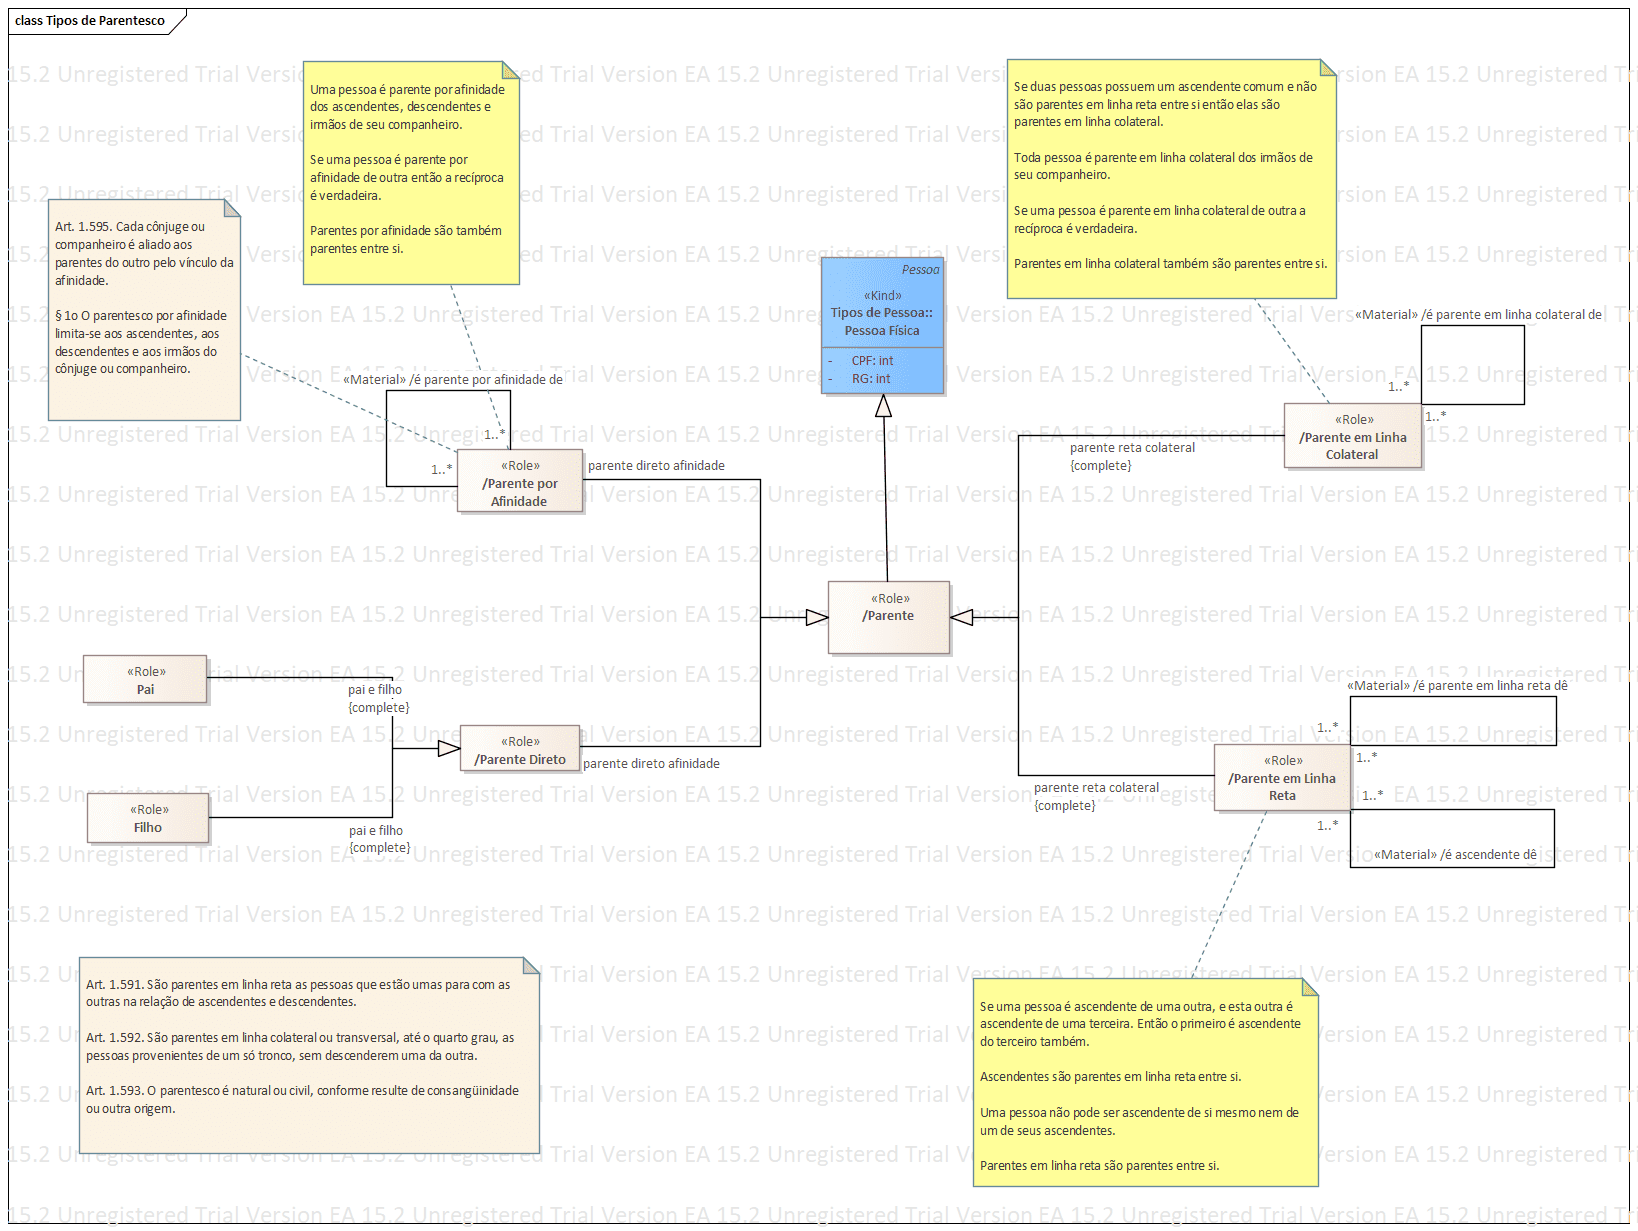 class Tipos de Parentesco
Uma pessoa é parente por afinidade
dos ascendentes, descendentes e
irmãos de seu companheiro.
Se uma pessoa é parente por
afinidade de outra então a recíproca
é verdadeira.
Parentes por afinidade são também
parentes entre si.
Se duas pessoas possuem um ascendente comum e não
são parentes em linha reta entre si então elas são
parentes em linha colateral.
Toda pessoa é parente em linha colateral dos irmãos de
seu companheiro.
Se uma pessoa é parente em linha colateral de outra a
recíproca é verdadeira.
Parentes em linha colateral também são parentes entre si.
Art. 1.595. Cada cônjuge ou
companheiro é aliado aos
parentes do outro pelo vínculo da
afinidade.
§ 1o O parentesco por afinidade
limita-se aos ascendentes, aos
descendentes e aos irmãos do
cônjuge ou companheiro.
Pessoa
«Kind»
Tipos de Pessoa::
Pessoa Física
- CPF: int
- RG: int
«Material» /é parente em linha colateral de
1..*
1..*
«Role»
/Parente em Linha
Colateral
parente reta colateral
{complete}
«Material» /é parente por afinidade de
1..*
1..*
«Role»
/Parente por
Afinidade
parente direto afinidade
«Role»
/Parente
«Role»
Pai
pai e filho
{complete}
«Role»
/Parente Direto
parente direto afinidade
«Role»
Filho
pai e filho
{complete}
«Material» /é parente em linha reta dê
1..*
1..*
«Role»
/Parente em Linha
Reta
parente reta colateral
{complete}
1..*
1..*
«Material» /é ascendente dê
Art. 1.591. São parentes em linha reta as pessoas que estão umas para com as
outras na relação de ascendentes e descendentes.
Art. 1.592. São parentes em linha colateral ou transversal, até o quarto grau, as
pessoas provenientes de um só tronco, sem descenderem uma da outra.
Art. 1.593. O parentesco é natural ou civil, conforme resulte de consangüinidade
ou outra origem.
Se uma pessoa é ascendente de uma outra, e esta outra é
ascendente de uma terceira. Então o primeiro é ascendente
do terceiro também.
Ascendentes são parentes em linha reta entre si.
Uma pessoa não pode ser ascendente de si mesmo nem de
um de seus ascendentes.
Parentes em linha reta são parentes entre si.
15.2 Unregistered Trial Version EA 15.2 Unregistered Trial Version EA 15.2 Unregistered Trial Version EA 15.2 Unregistered Trial Version EA 15.2 Unregistered Tri